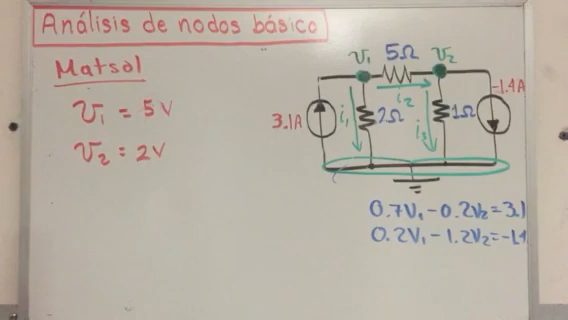 Análisis de nodos básico
Matsol
V₁ = 5V
V₂ = 2V
V₁ 5Ω V₂
3.1A i₁ 2Ω i₂ i₃ 1Ω -1.4A
0.7V₁ - 0.2V₂ = 3.1
0.2V₁ - 1.2V₂ = -1.4